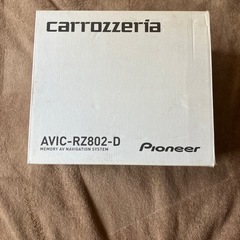 carrozzeria
AVIC-RZ802-D
MEMORY AV NAVIGATION SYSTEM
Pioneer